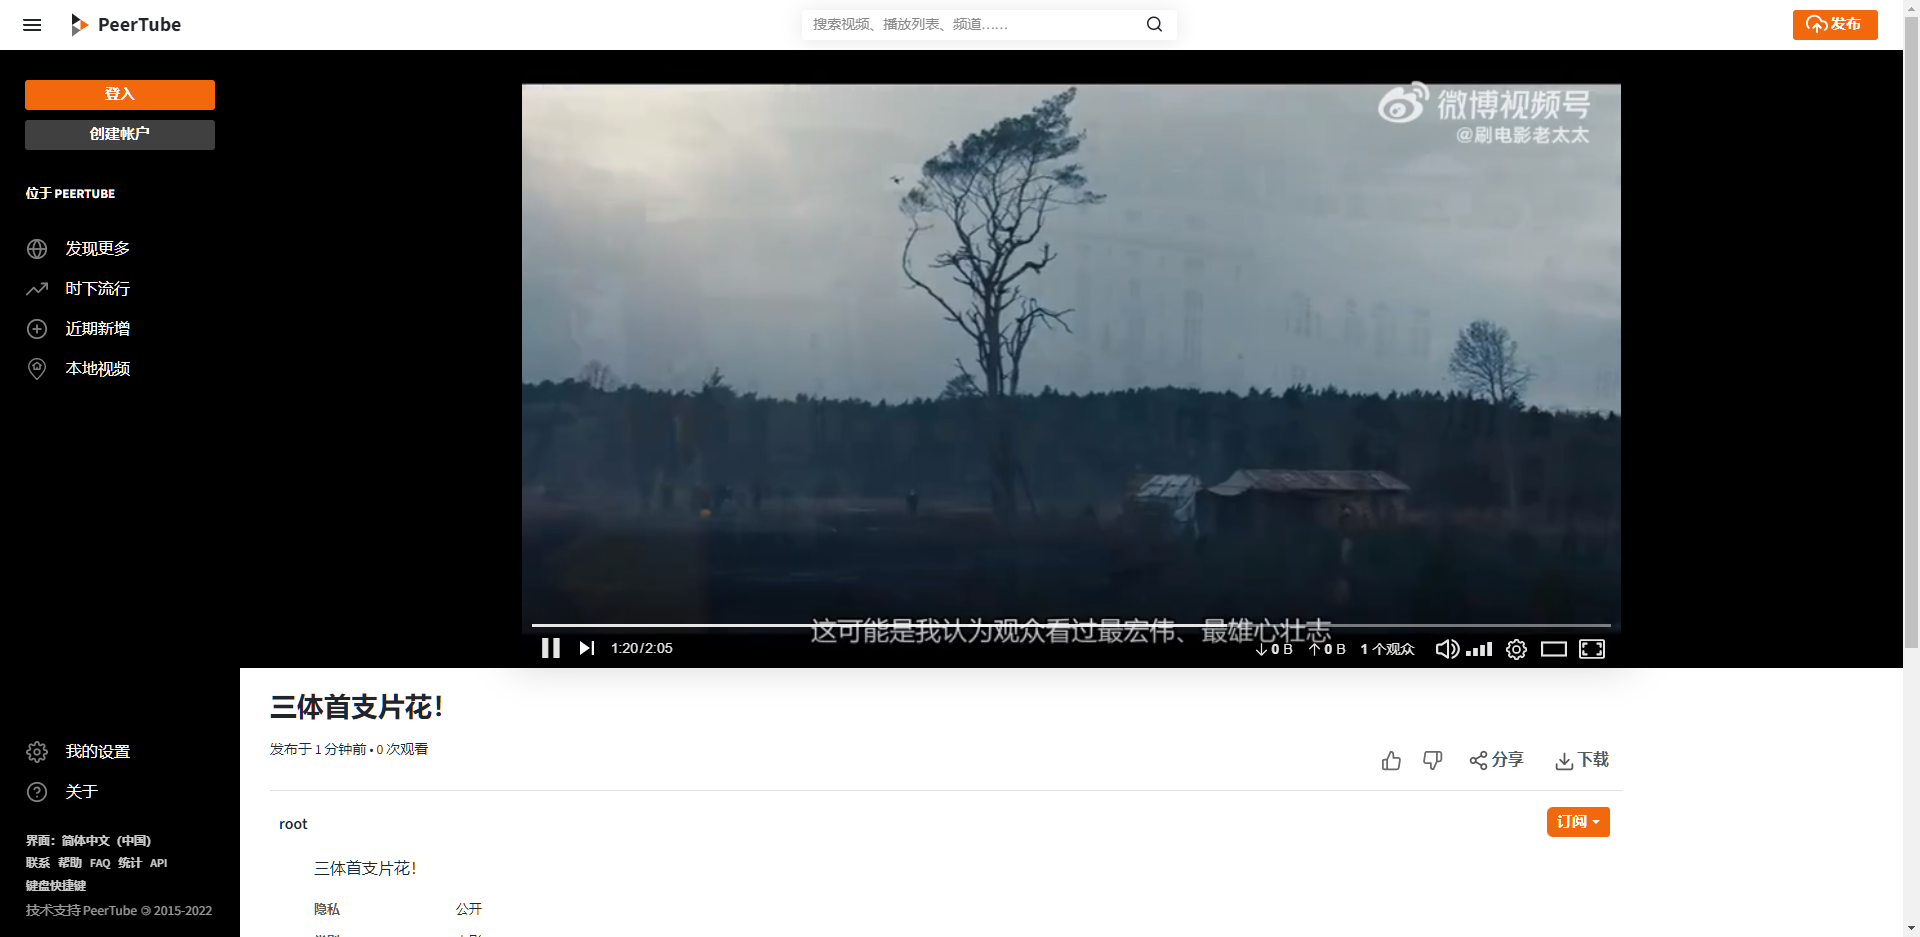 PeerTube
搜索视频、播放列表、频道……
发布
登入
创建帐户
位于 PEERTUBE
发现更多
时下流行
近期新增
本地视频
微博视频号
@刷电影老太太
这可能是我认为观众看过最宏伟、最雄心壮志
1:20/2:05
0 B
0 B
1 个观众
三体首支片花！
发布于 1 分钟前 • 0 次观看
分享
下载
root
订阅
三体首支片花！
隐私 公开
我的设置
关于
界面：简体中文（中国）
联系 帮助 FAQ 统计 API
键盘快捷键
技术支持 PeerTube 🄯 2015-2022